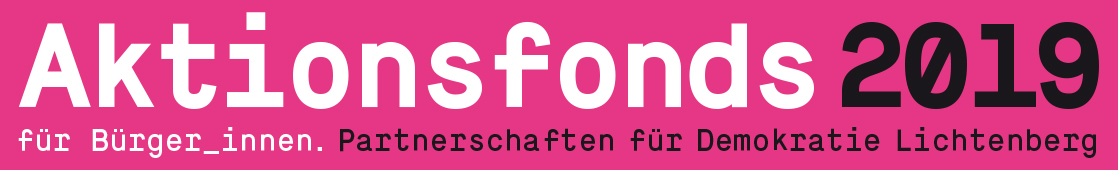 Aktionsfonds 2019
für Bürger_innen. Partnerschaften für Demokratie Lichtenberg